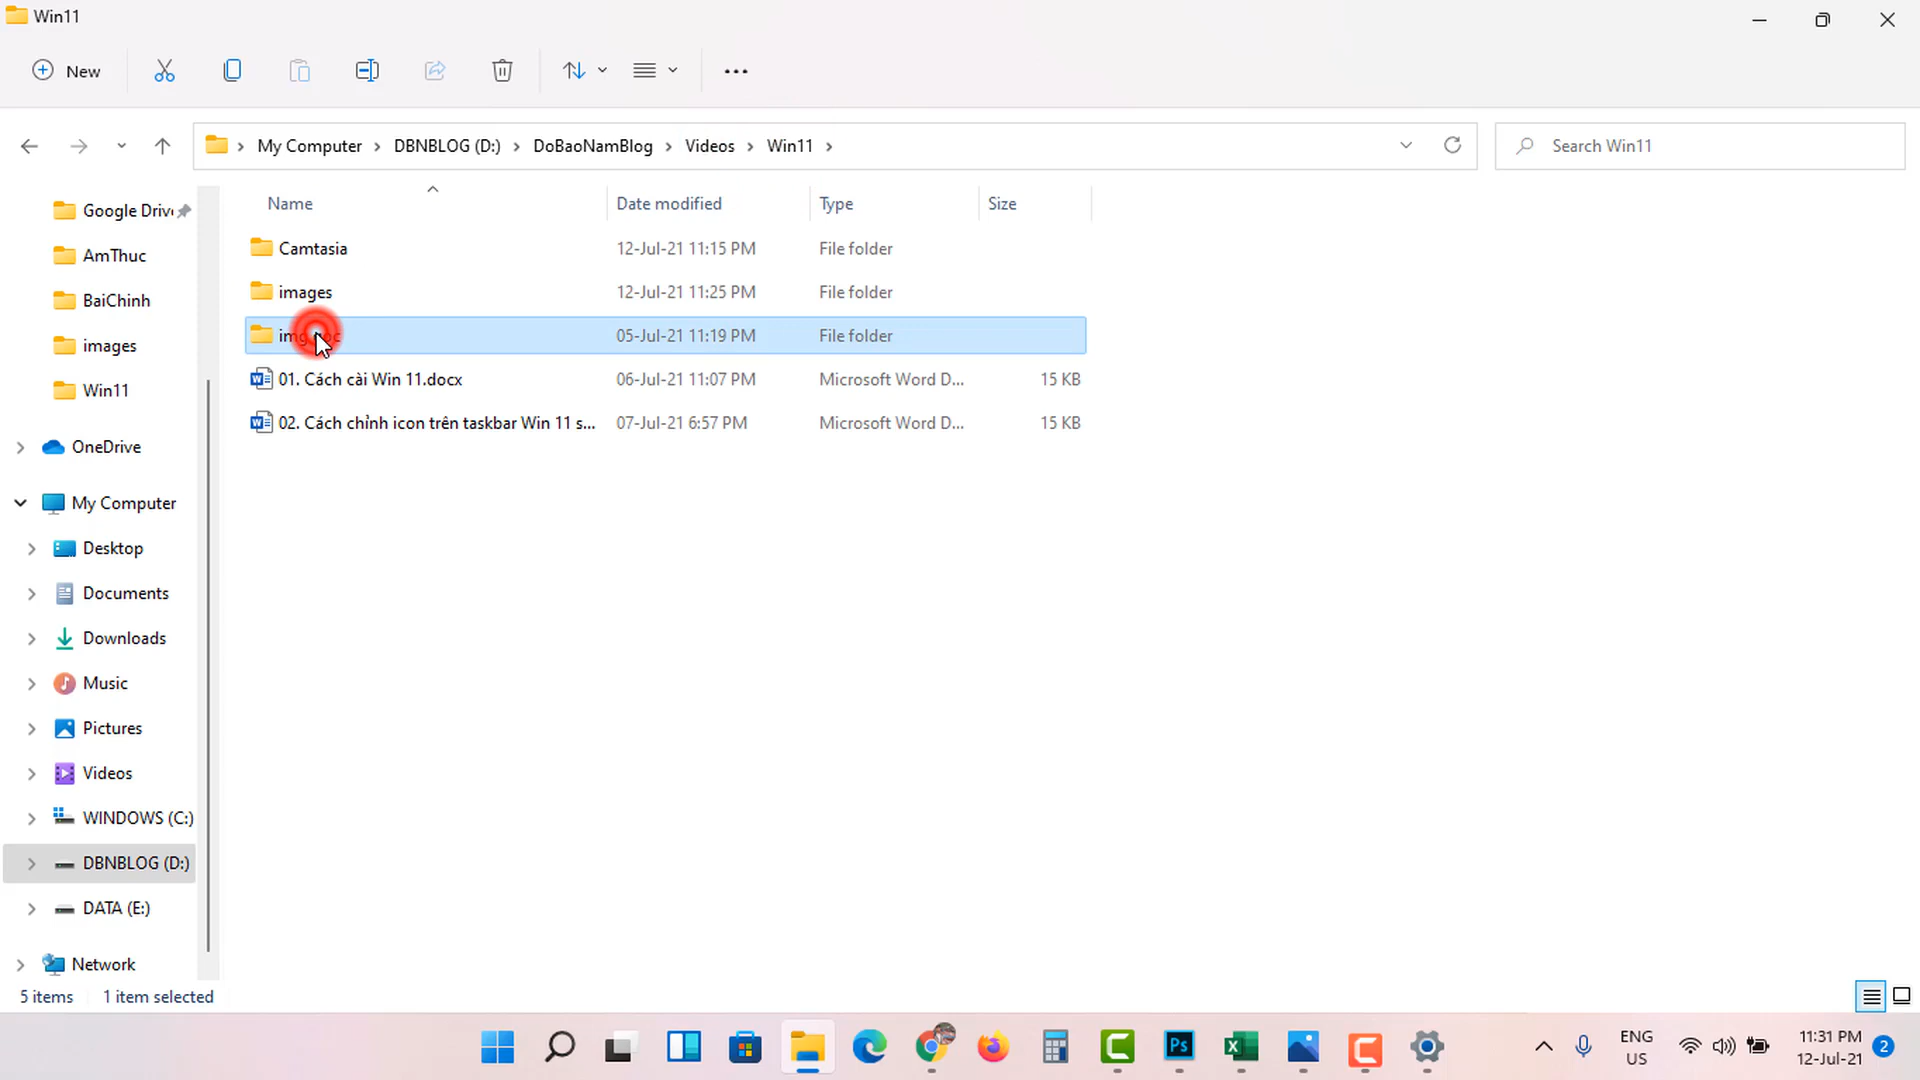 Win11
New
My Computer > DBNBLOG (D:) > DoBaoNamBlog > Videos > Win11 >
Search Win11
Name Date modified Type Size
Camtasia 12-Jul-21 11:15 PM File folder
images 12-Jul-21 11:25 PM File folder
05-Jul-21 11:19 PM File folder
01. Cách cài Win 11.docx 06-Jul-21 11:07 PM Microsoft Word D... 15 KB
02. Cách chỉnh icon trên taskbar Win 11 s... 07-Jul-21 6:57 PM Microsoft Word D... 15 KB
Google Driv
AmThuc
BaiChinh
images
Win11
OneDrive
My Computer
Desktop
Documents
Downloads
Music
Pictures
Videos
WINDOWS (C:)
DBNBLOG (D:)
DATA (E:)
Network
5 items 1 item selected
Ps
ENG
US
11:31 PM
12-Jul-21
2